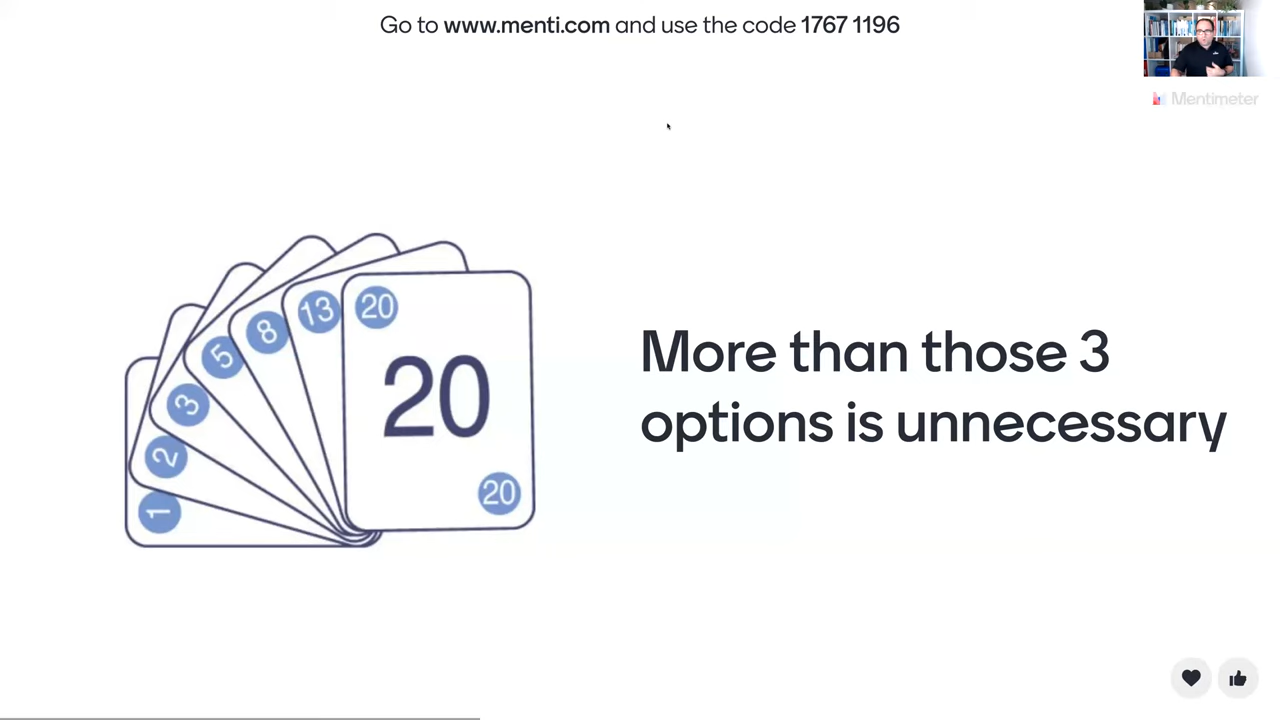 Go to www.menti.com and use the code 1767 1196
Mentimeter
1
2
3
5
8
13
20
20
20
More than those 3
options is unnecessary